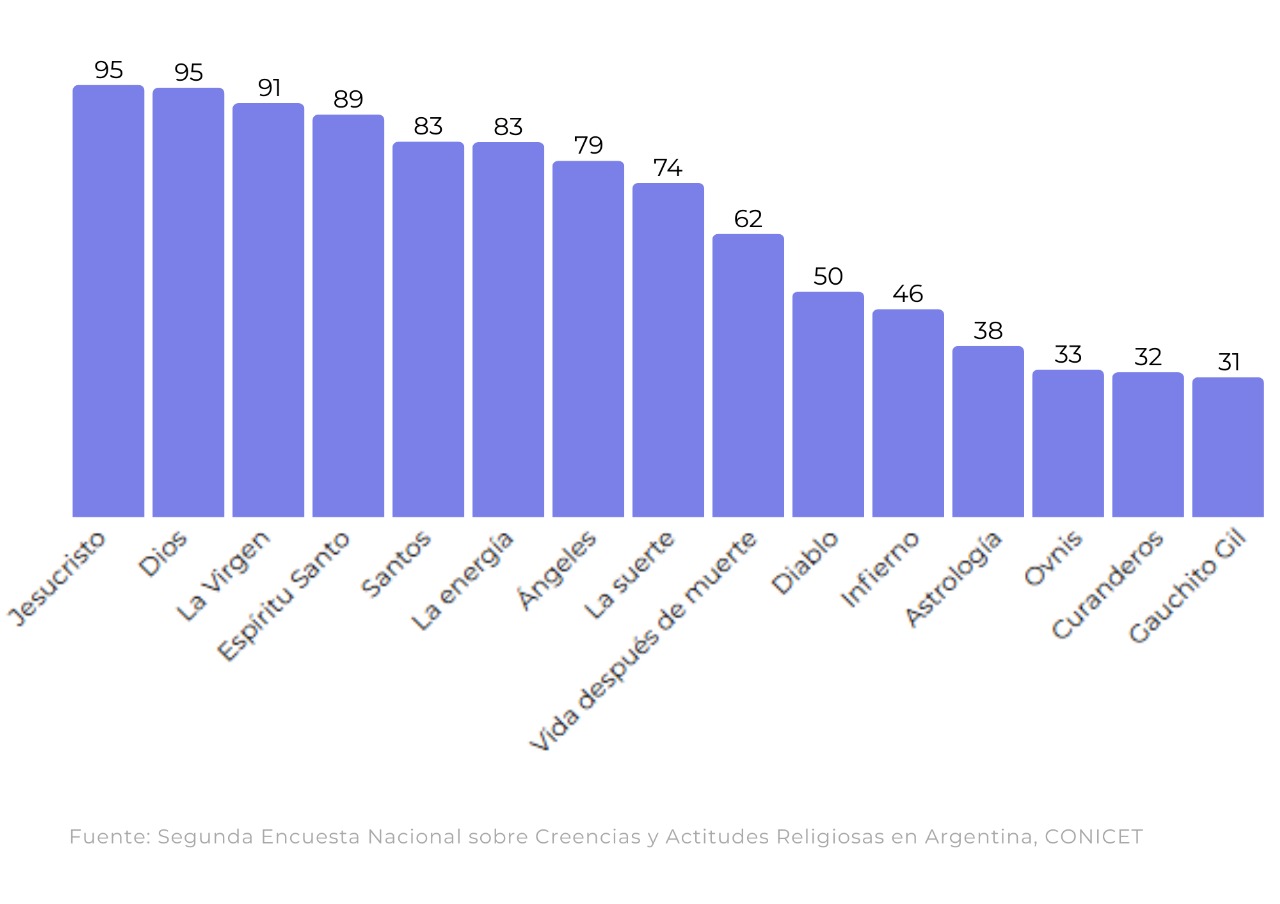 95
95
91
89
83
83
79
74
62
50
46
38
33
32
31
Jesucristo
Dios
La Virgen
Espíritu Santo
Santos
La energía
Ángeles
La suerte
Vida después de muerte
Diablo
Infierno
Astrología
Ovnis
Curanderos
Gauchito Gil
Fuente: Segunda Encuesta Nacional sobre Creencias y Actitudes Religiosas en Argentina, CONICET